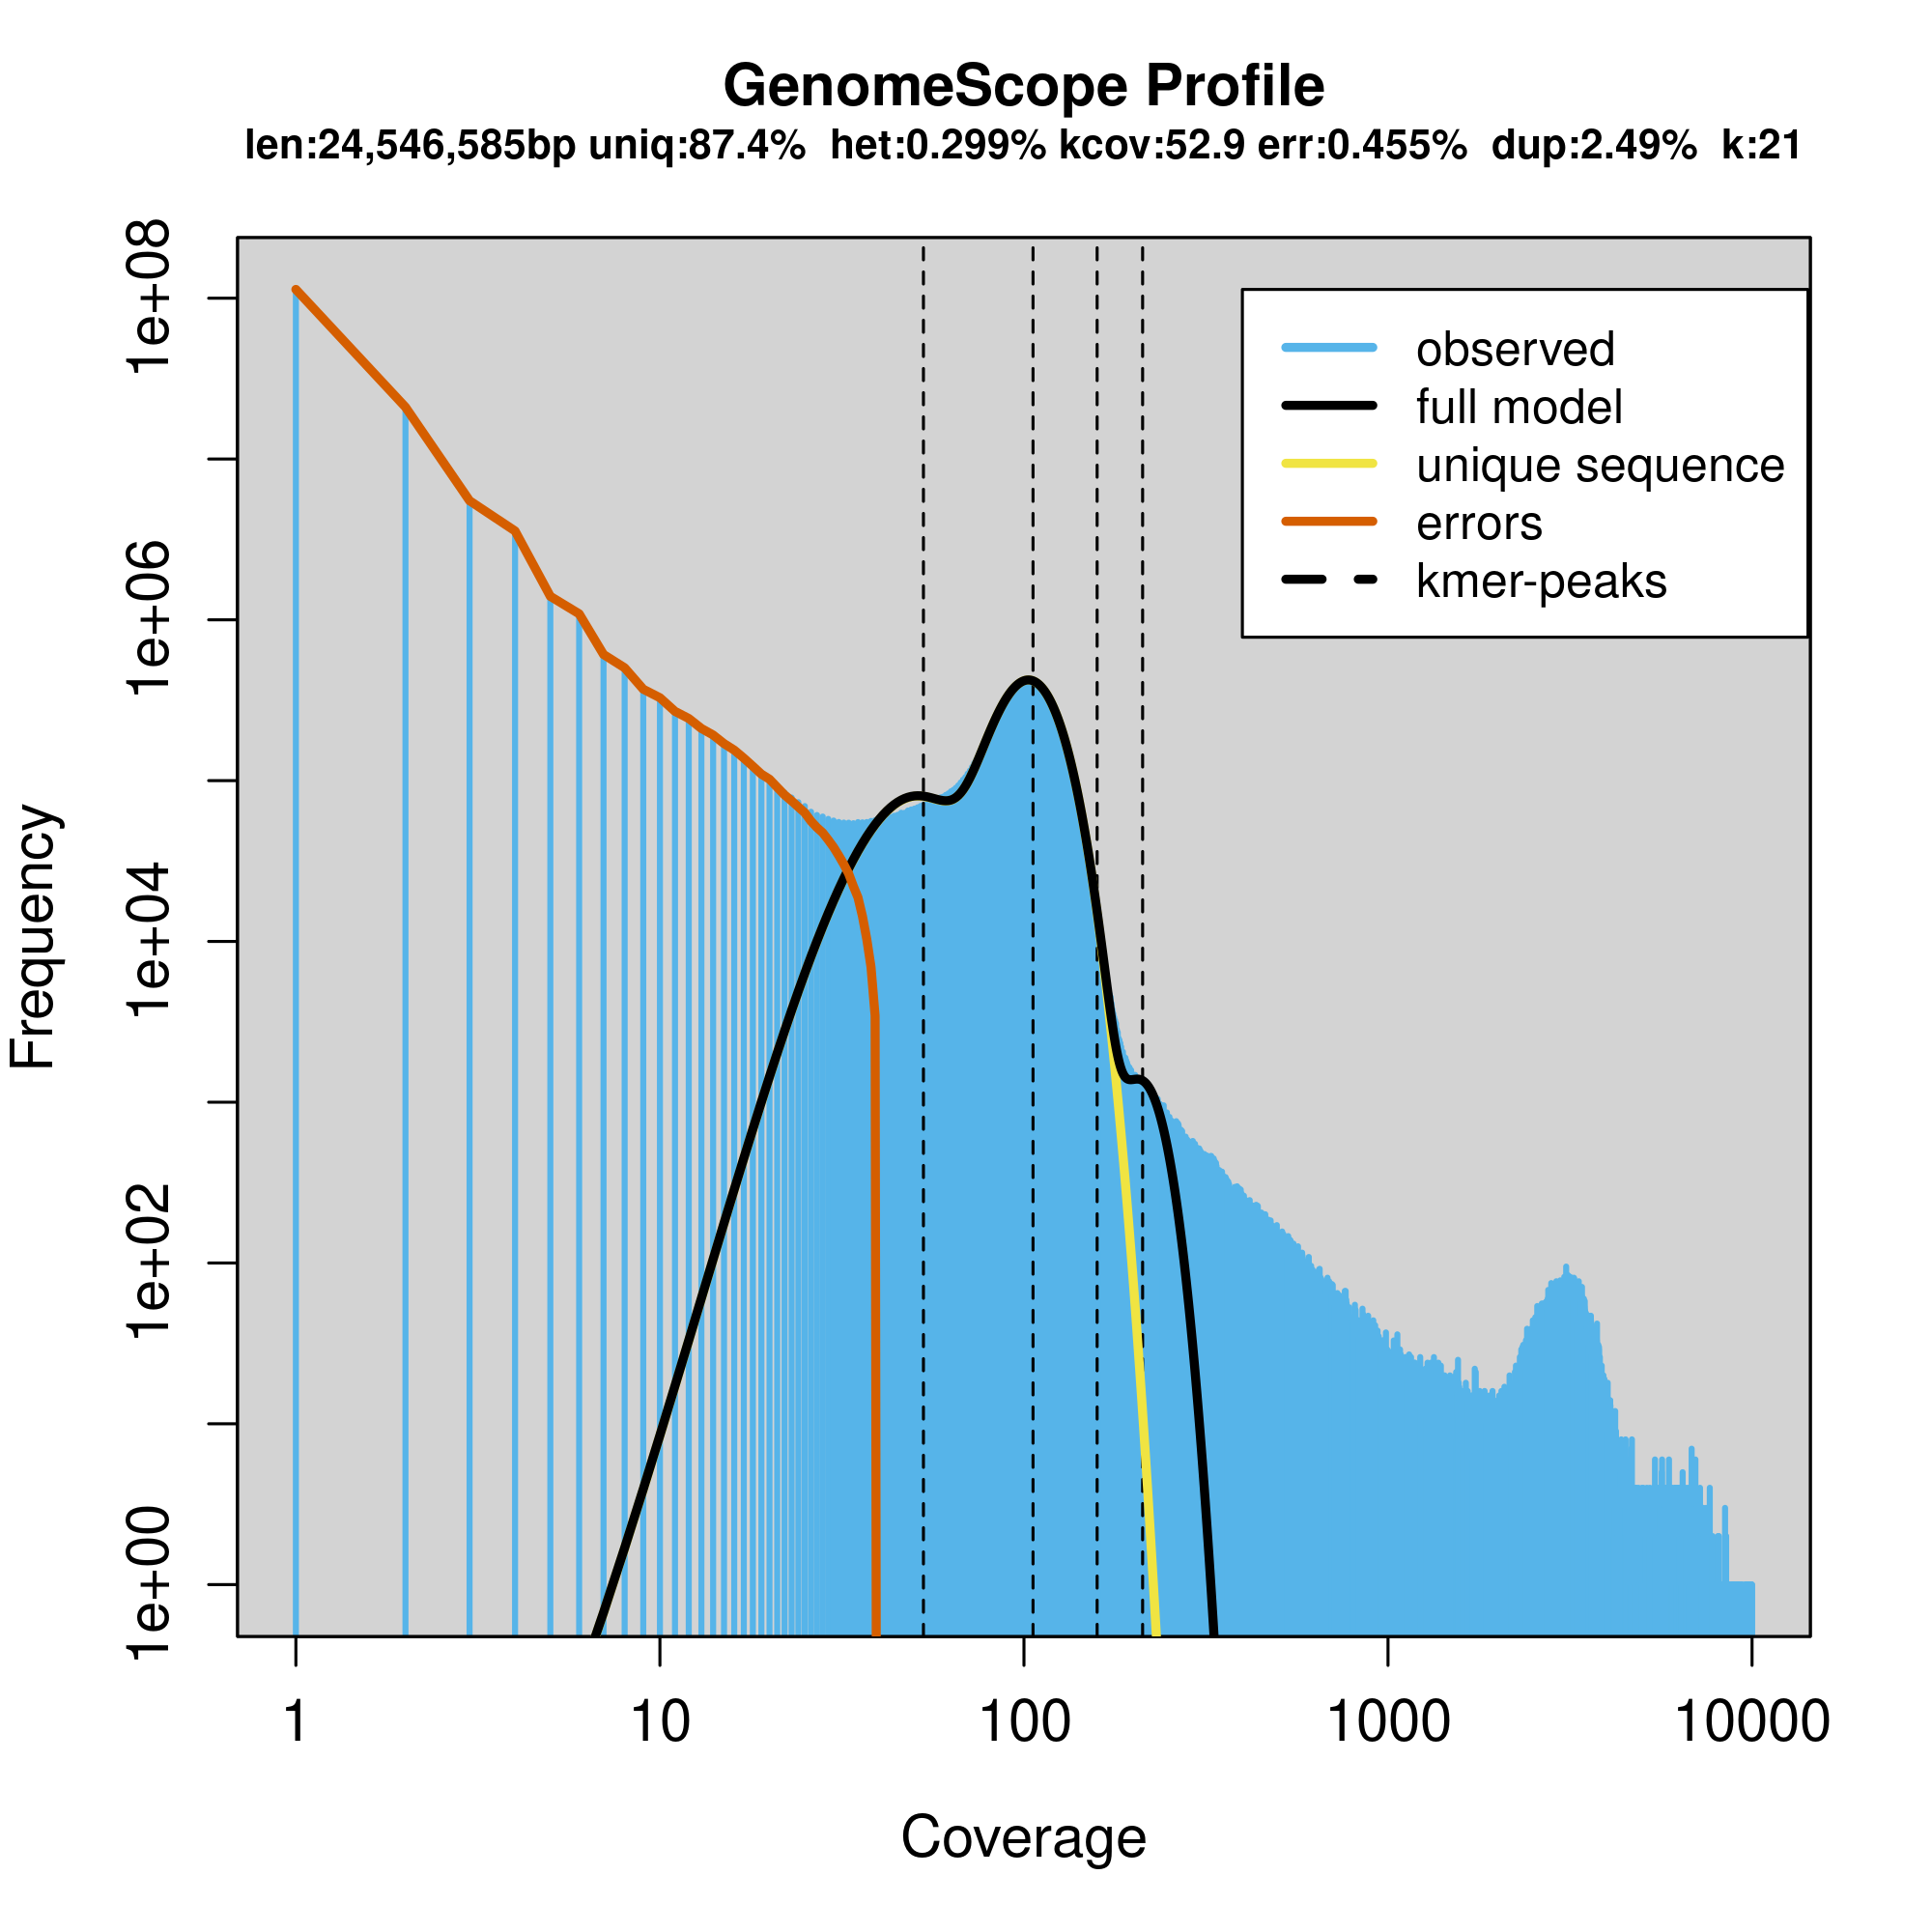 GenomeScope Profile
len:24,546,585bp uniq:87.4% het:0.299% kcov:52.9 err:0.455% dup:2.49% k:21
observed
full model
unique sequence
errors
kmer-peaks
Frequency
1e+08
1e+06
1e+04
1e+02
1e+00
1 10 100 1000 10000
Coverage